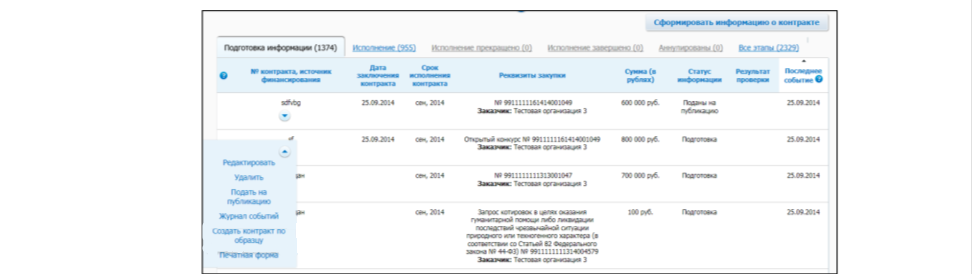 Сформировать информацию о контракте
Подготовка информации (1374) Исполнение (955) Исполнение прекращено (0) Исполнение завершено (0) Аннулированы (0) Все этапы (2329)
№ контракта, источник финансирования Дата заключения контракта Срок исполнения контракта Реквизиты закупки Сумма (в рублях) Статус информации Результат проверки Последнее событие
sdfvbg 25.09.2014 сен, 2014 № 9911111161414001049 600 000 руб. Поданы на публикацию 25.09.2014
Заказчик: Тестовая организация 3
25.09.2014 сен, 2014 Открытый конкурс № 9911111161414001049 800 000 руб. Подготовка 25.09.2014
Заказчик: Тестовая организация 3
сен, 2014 № 9911111111313001047 700 000 руб. Подготовка 25.09.2014
Заказчик: Тестовая организация 3
сен, 2014 Запрос котировок в целях оказания 100 руб. Подготовка 25.09.2014
гуманитарной помощи либо ликвидации
последствий чрезвычайной ситуации
природного или техногенного характера (в
соответствии со Статьей 82 Федерального
закона № 44-ФЗ) № 9911111111314004579
Заказчик: Тестовая организация 3
Редактировать
Удалить
Подать на
публикацию
Журнал событий
Создать контракт по
образцу
Печатная форма